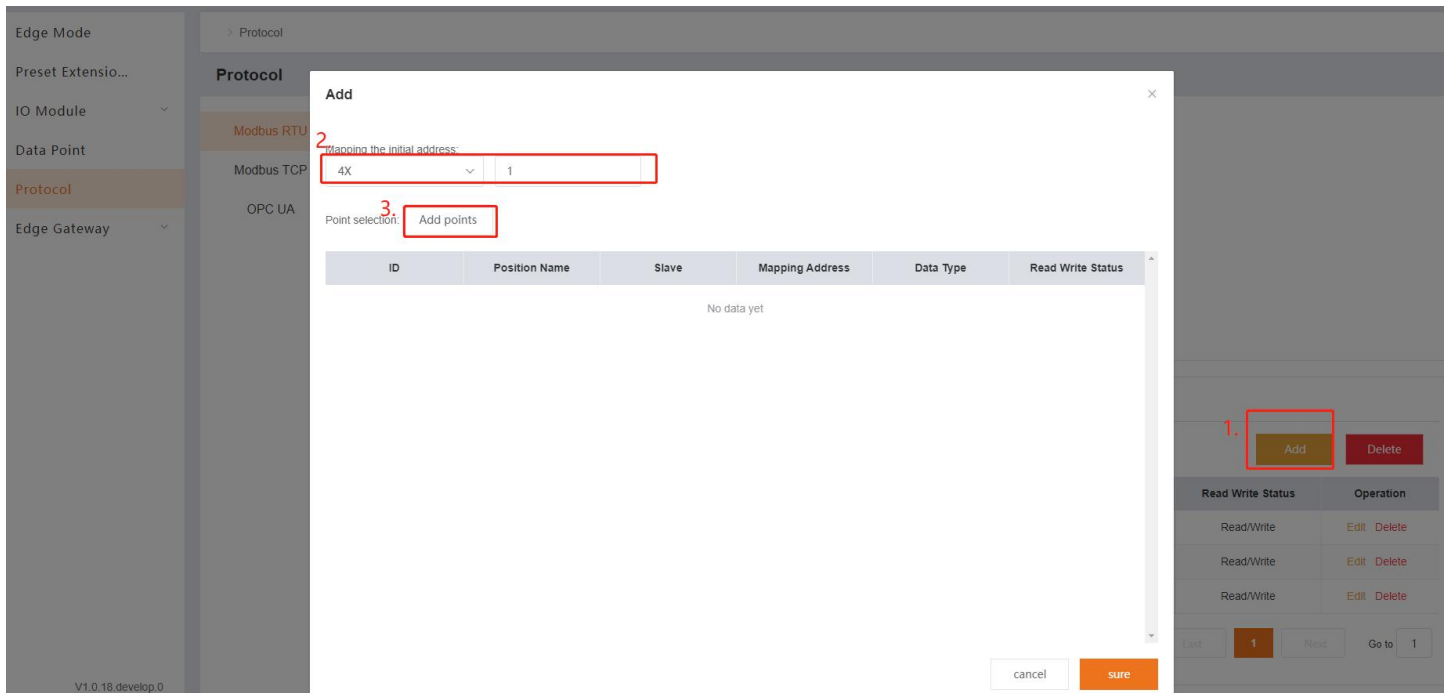 Edge Mode
Preset Extensio...
IO Module
Data Point
Protocol
Edge Gateway
V1.0.18.develop.0
> Protocol
Protocol
Modbus RTU
Modbus TCP
OPC UA
Add
2
Mapping the initial address:
4X 1
3.
Point selection: Add points
ID Position Name Slave Mapping Address Data Type Read Write Status
No data yet
cancel sure
1.
Add Delete
Read Write Status Operation
Read/Write Edit Delete
Read/Write Edit Delete
Read/Write Edit Delete
Last 1 Next Go to 1